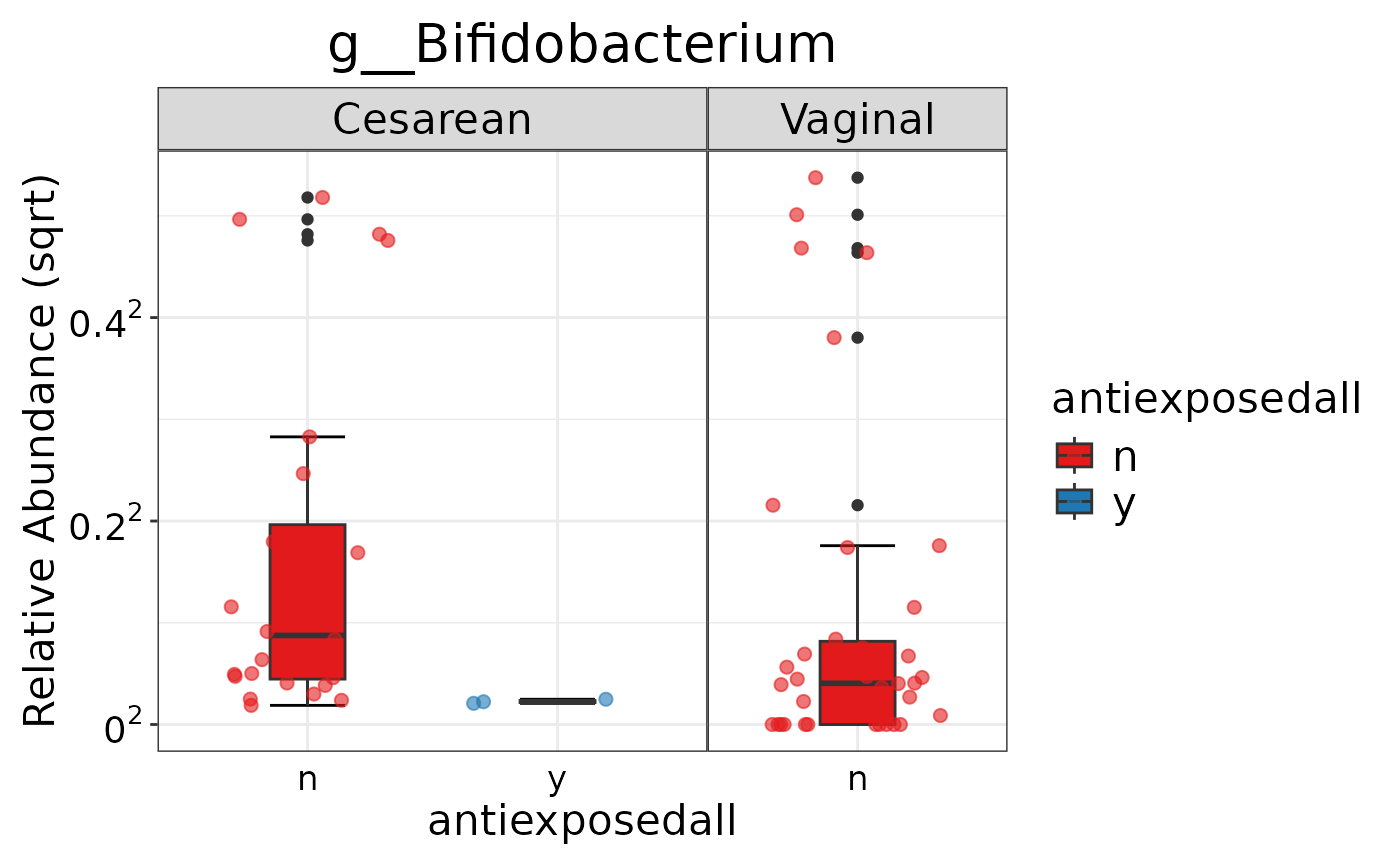 g__Bifidobacterium
Cesarean
Vaginal
Relative Abundance (sqrt)
0.4²
0.2²
0²
n
y
n
antiexposedall
antiexposedall
n
y